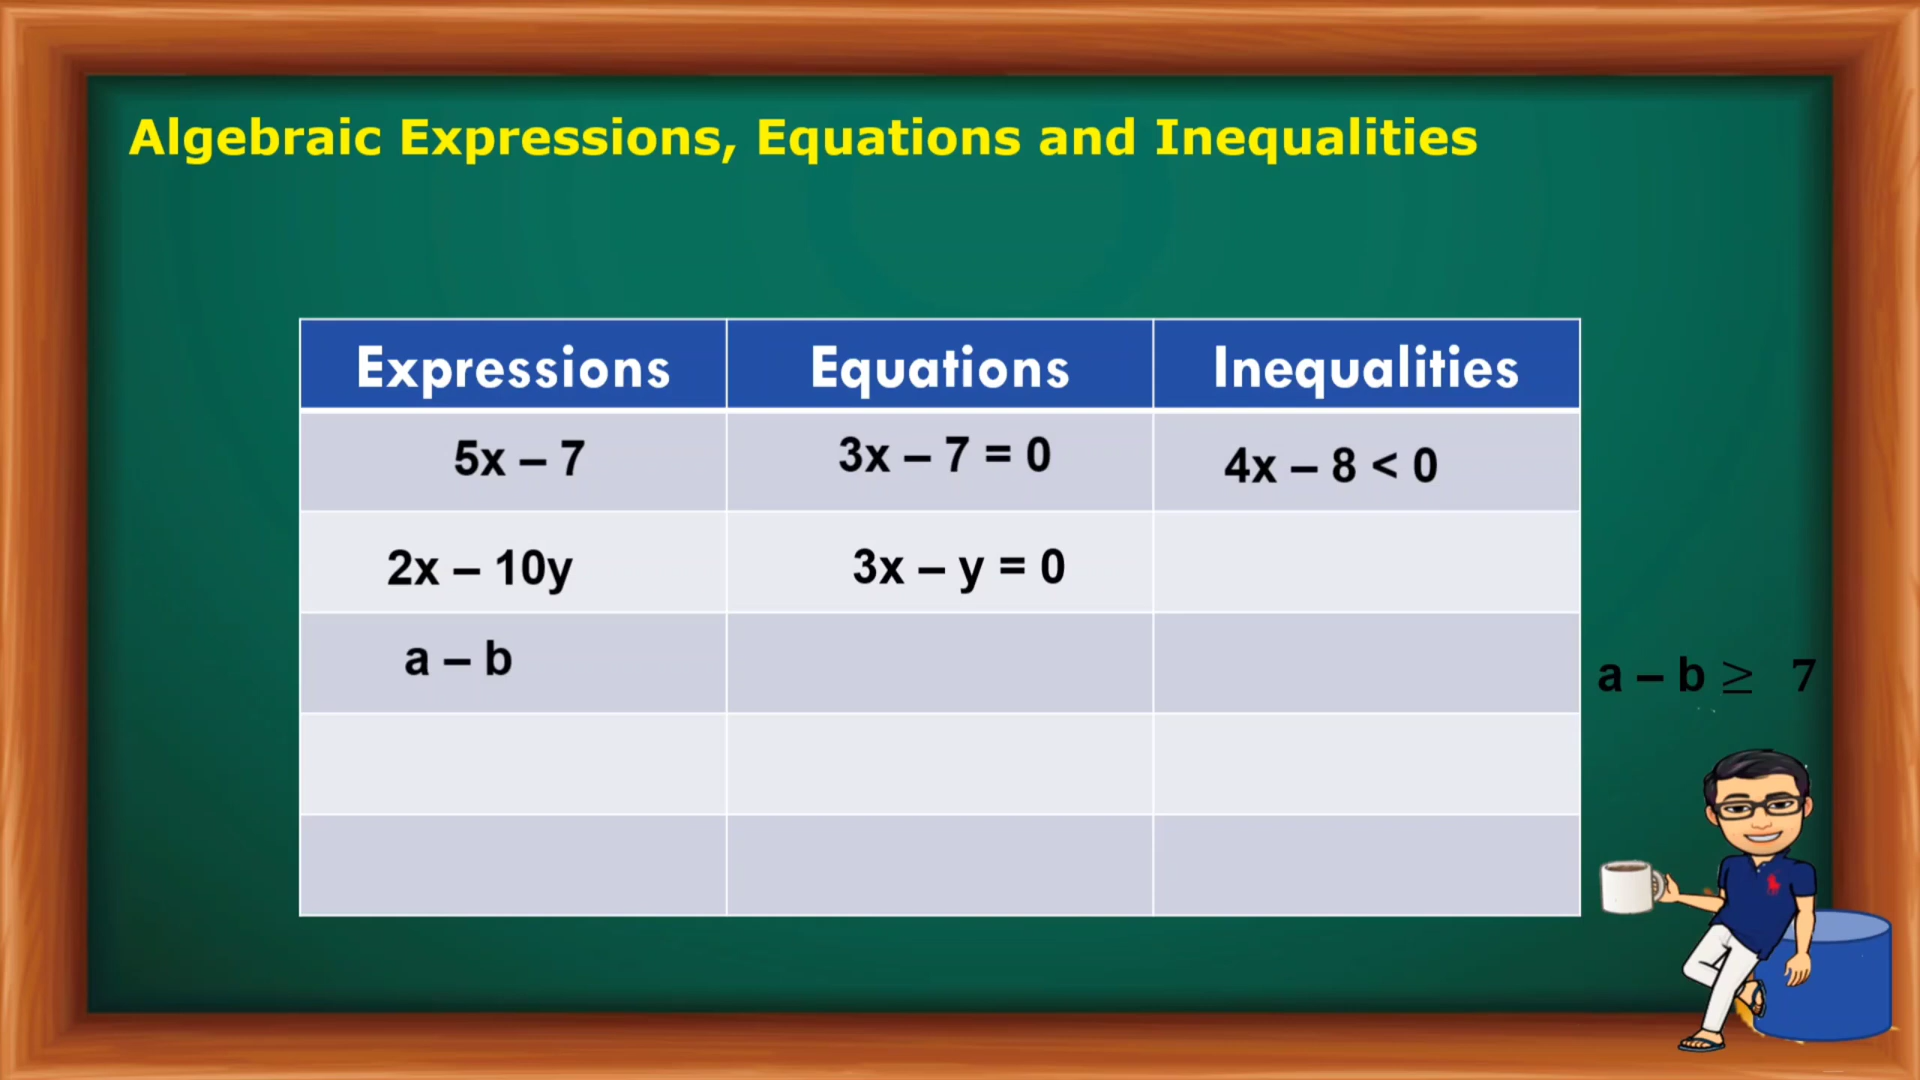 Algebraic Expressions, Equations and Inequalities
Expressions Equations Inequalities
5x – 7 3x – 7 = 0 4x – 8 < 0
2x – 10y 3x – y = 0
a – b a – b ≥ 7